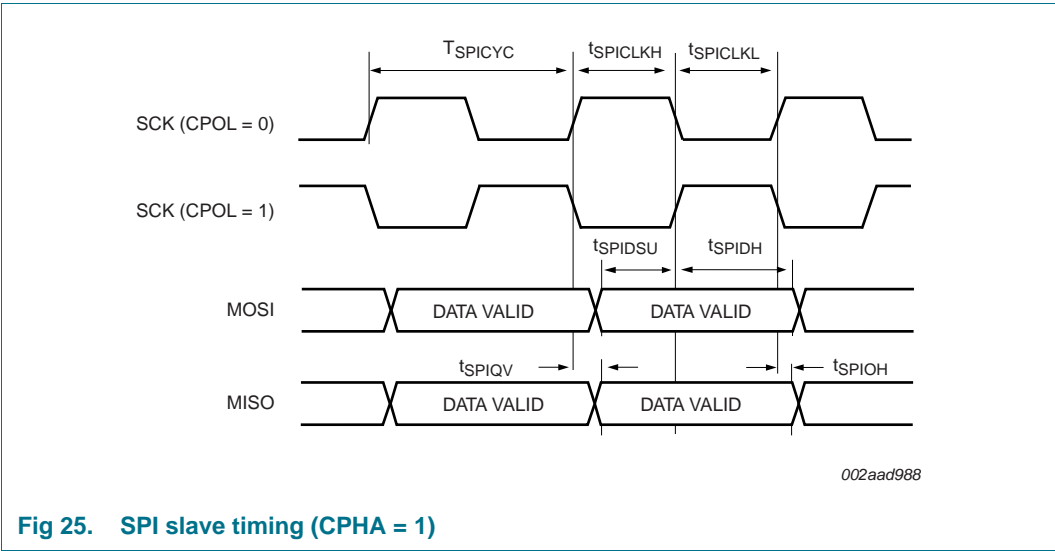 TSPICYC tSPICLKH tSPICLKL
SCK (CPOL = 0)
SCK (CPOL = 1)
tSPIDSU tSPIDH
MOSI DATA VALID DATA VALID
tSPIQV tSPIOH
MISO DATA VALID DATA VALID
002aad988
Fig 25. SPI slave timing (CPHA = 1)